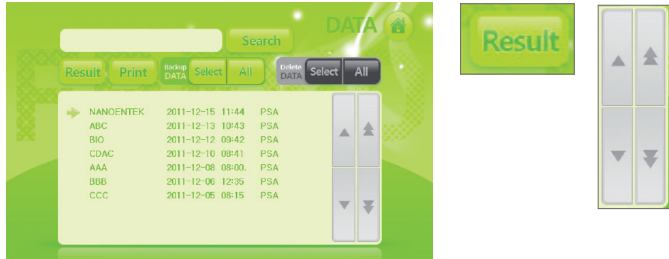 DATA
Search
Result Print Backup DATA Select All Delete DATA Select All
NANOENTEK 2011-12-15 11:44 PSA
ABC 2011-12-13 10:43 PSA
BIO 2011-12-12 09:42 PSA
CDAC 2011-12-10 08:41 PSA
AAA 2011-12-08 08:00. PSA
BBB 2011-12-06 12:35 PSA
CCC 2011-12-05 08:15 PSA
Result